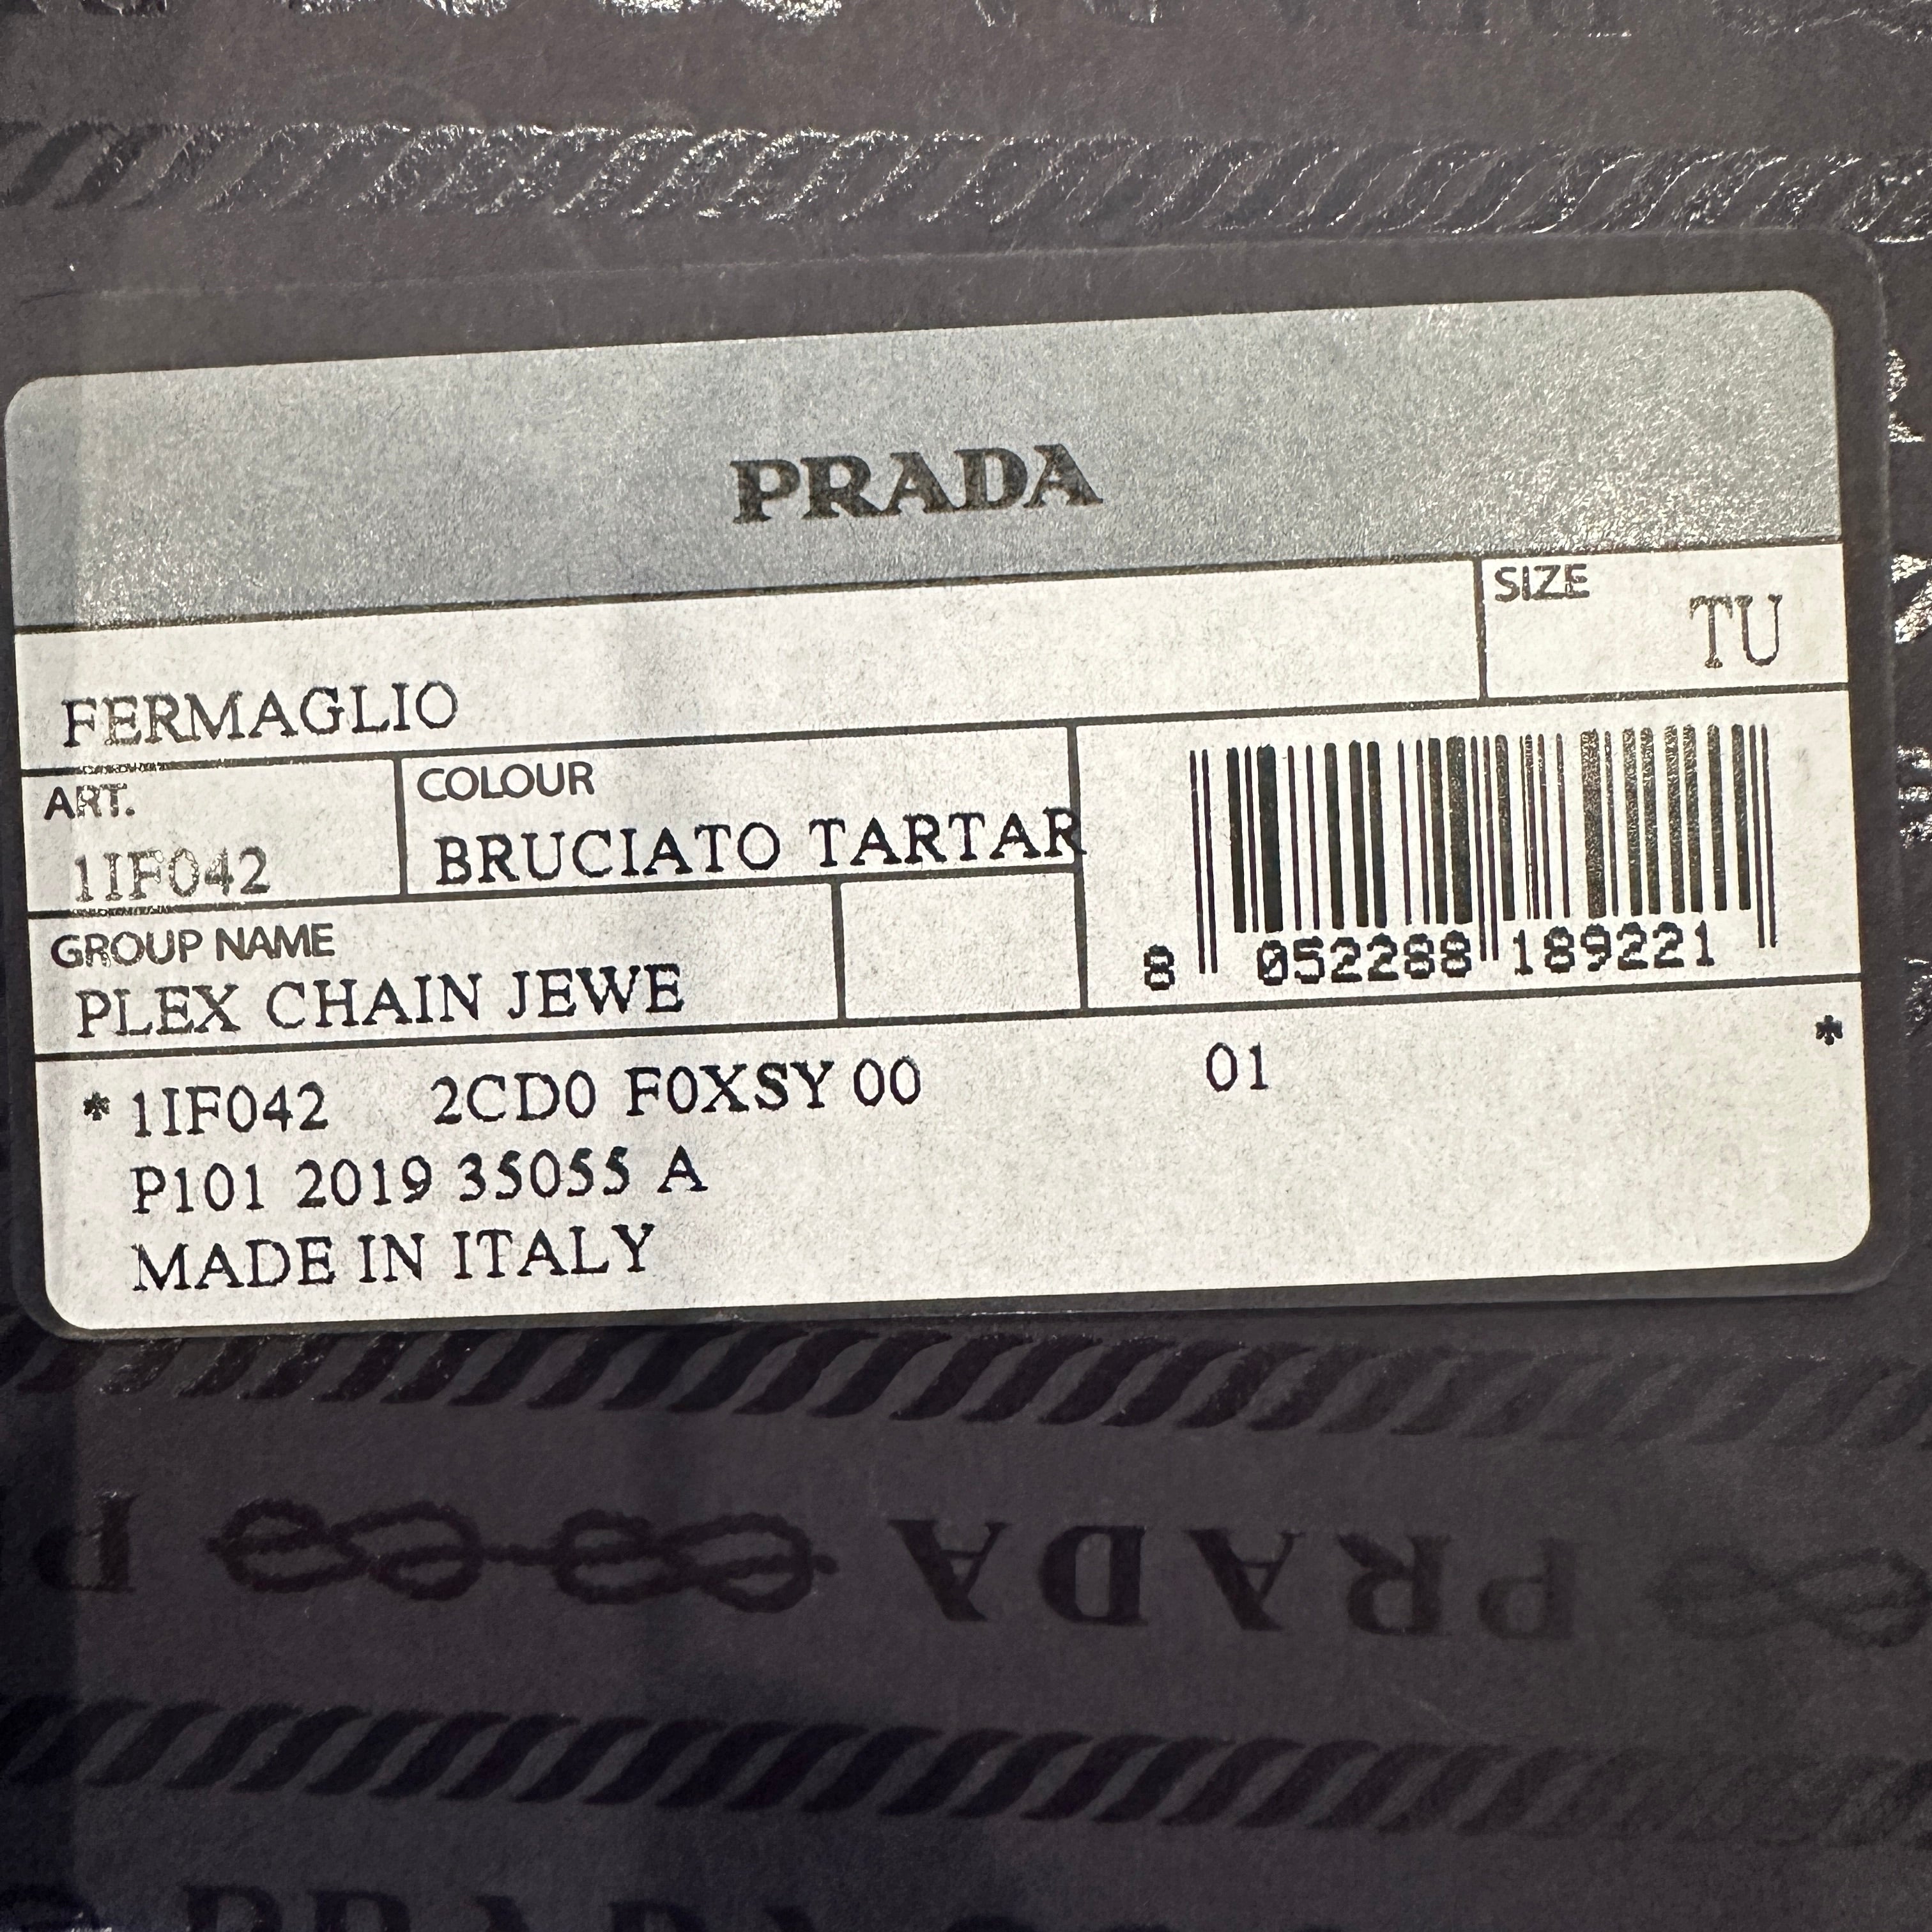 PRADA
SIZE
TU
FERMAGLIO
ART.
1IF042
COLOUR
BRUCIATO TARTAR
GROUP NAME
PLEX CHAIN JEWE
8 052288 189221
* 1IF042 2CD0 F0XSY 00 01 *
P101 2019 35055 A
MADE IN ITALY
PRADA
PRADA